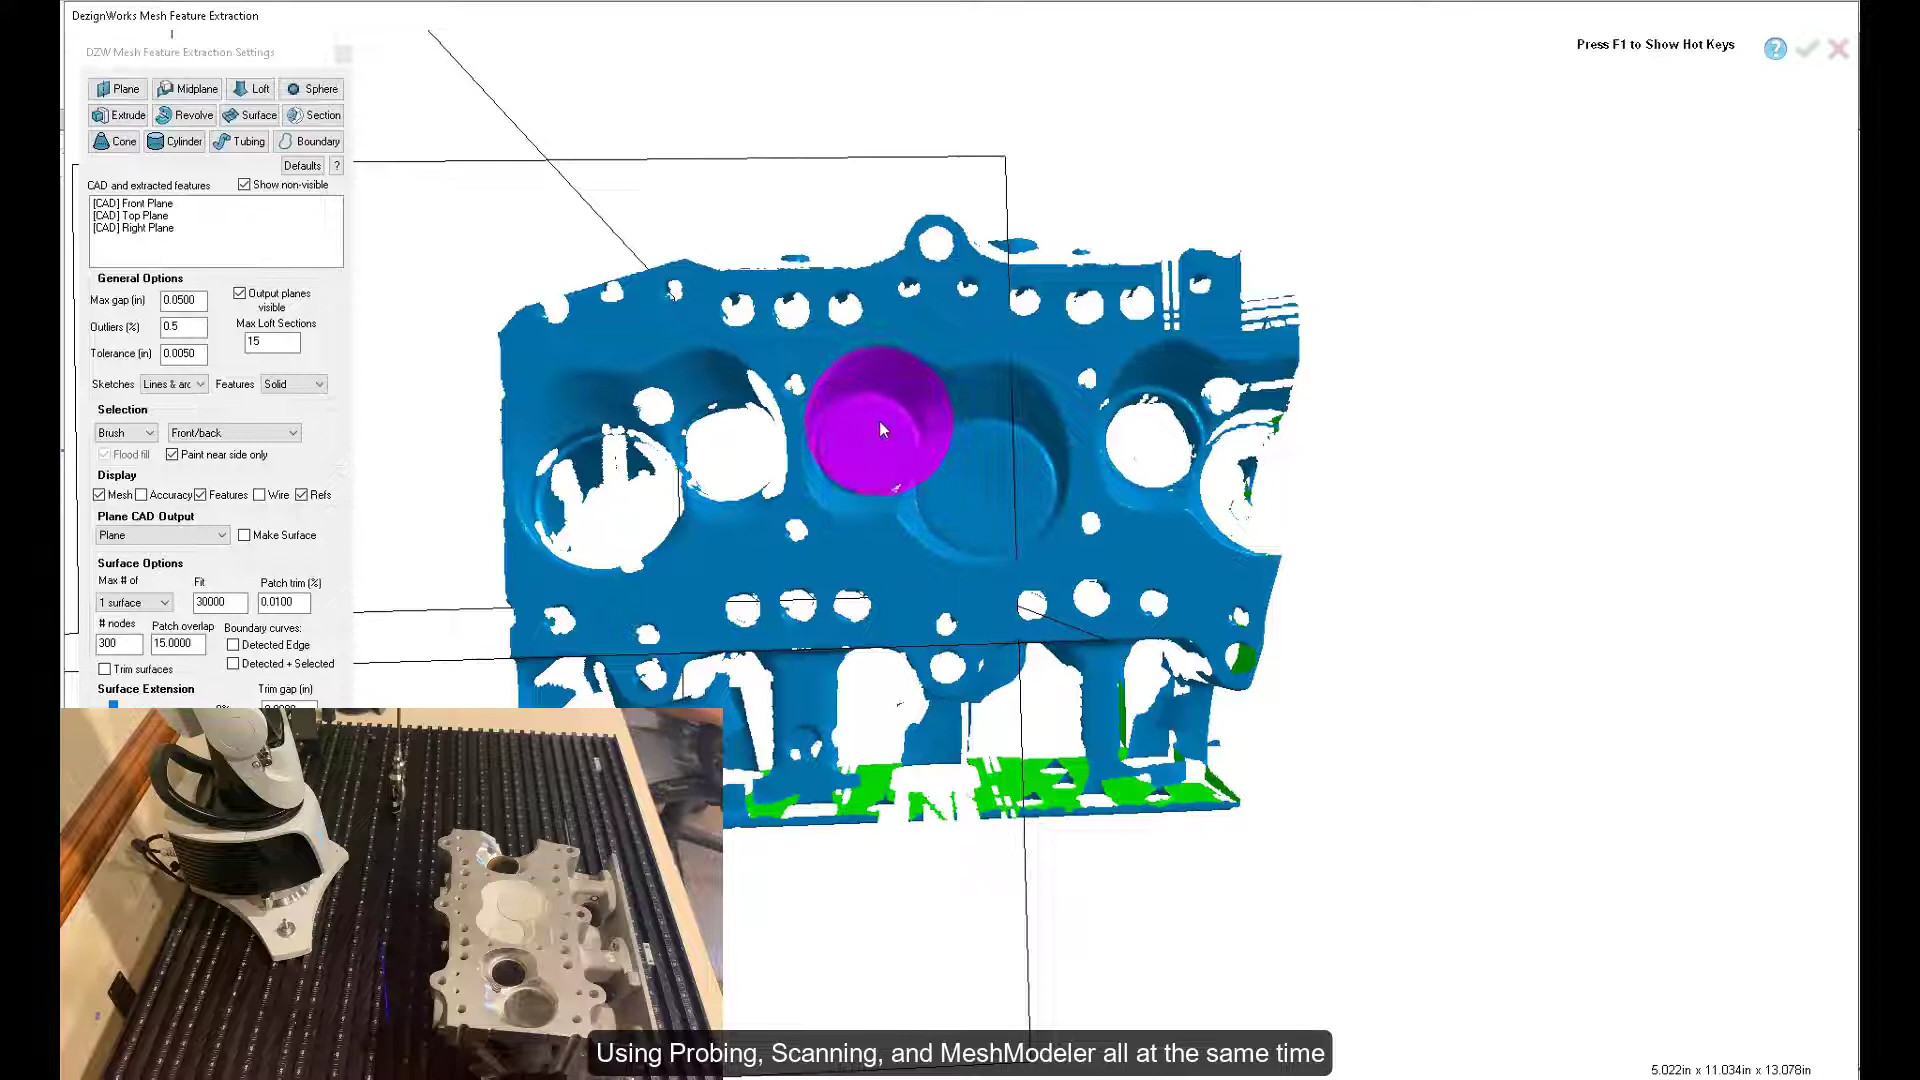 DezignWorks Mesh Feature Extraction
DZW Mesh Feature Extraction Settings
Press F1 to Show Hot Keys
?
Plane Midplane Loft Sphere
Extrude Revolve Surface Section
Cone Cylinder Tubing Boundary
Defaults ?
CAD and extracted features Show non-visible
[CAD] Front Plane
[CAD] Top Plane
[CAD] Right Plane
General Options
Max gap (in) 0.0500 Output planes visible
Outliers (%) 0.5 Max Loft Sections
Tolerance (in) 0.0050 15
Sketches Lines & arc Features Solid
Selection
Brush Front/back
Flood fill Paint near side only
Display
Mesh Accuracy Features Wire Refs
Plane CAD Output
Plane Make Surface
Surface Options
Max # of Fit Patch trim (%)
1 surface 30000 0.0100
# nodes Patch overlap Boundary curves:
300 15.0000 Detected Edge
Detected + Selected
Trim surfaces
Surface Extension Trim gap (in)
Using Probing, Scanning, and MeshModeler all at the same time
5.022in x 11.034in x 13.078in